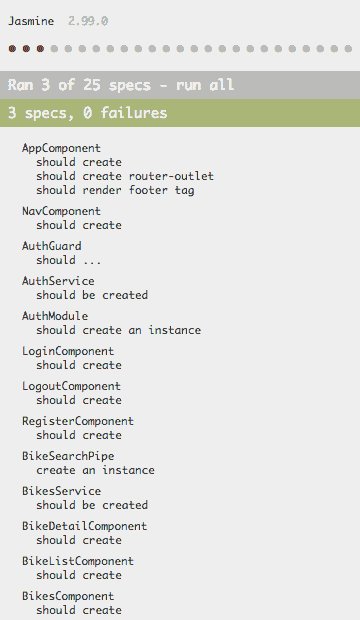 Jasmine 2.99.0
Ran 3 of 25 specs - run all
3 specs, 0 failures
AppComponent
should create
should create router-outlet
should render footer tag
NavComponent
should create
AuthGuard
should ...
AuthService
should be created
AuthModule
should create an instance
LoginComponent
should create
LogoutComponent
should create
RegisterComponent
should create
BikeSearchPipe
create an instance
BikesService
should be created
BikeDetailComponent
should create
BikeListComponent
should create
BikesComponent
should create